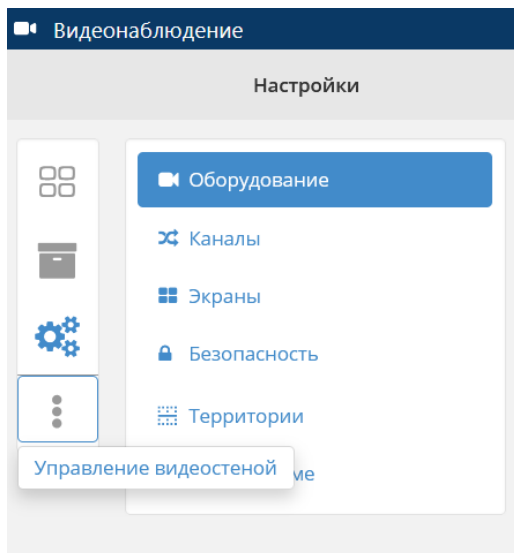 Видеонаблюдение
Настройки
Оборудование
Каналы
Экраны
Безопасность
Территории
Управление видеостеной